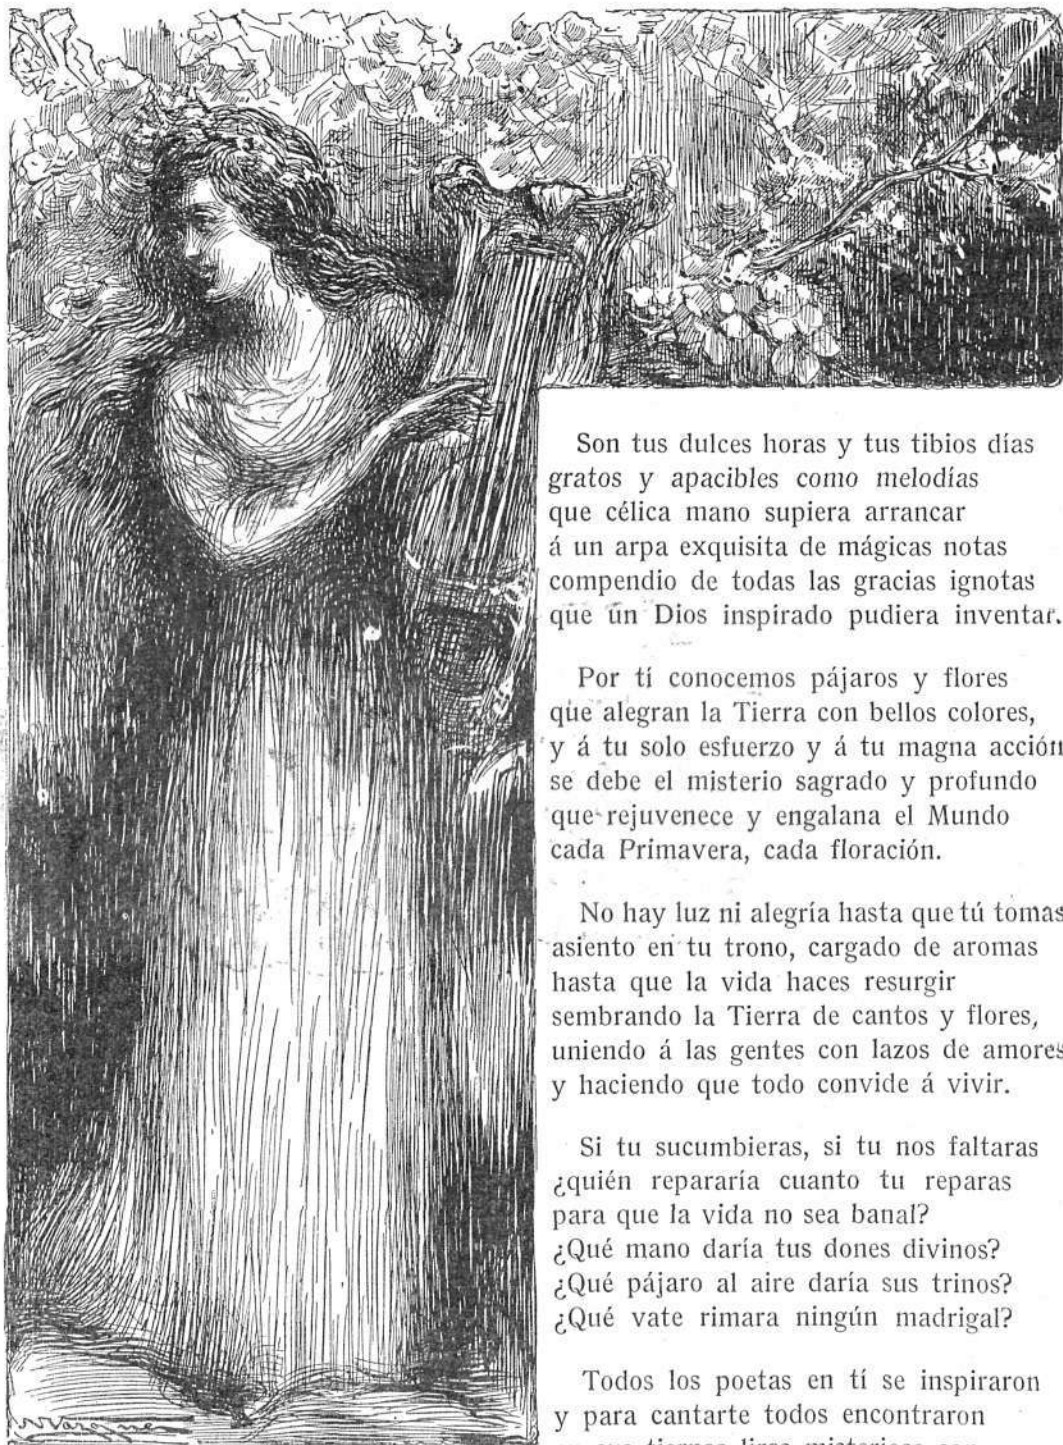 Son tus dulces horas y tus tibios días
gratos y apacibles como melodías
que célica mano supiera arrancar
á un arpa exquisita de mágicas notas
compendio de todas las gracias ignotas
que un Dios inspirado pudiera inventar.
Por tí conocemos pájaros y flores
que alegran la Tierra con bellos colores,
y á tu solo esfuerzo y á tu magna acción
se debe el misterio sagrado y profundo
que rejuvenece y engalana el Mundo
cada Primavera, cada floración.
No hay luz ni alegría hasta que tú tomas
asiento en tu trono, cargado de aromas
hasta que la vida haces resurgir
sembrando la Tierra de cantos y flores,
uniendo á las gentes con lazos de amores
y haciendo que todo convide á vivir.
Si tu sucumbieras, si tu nos faltaras
¿quién repararía cuanto tu reparas
para que la vida no sea banal?
¿Qué mano daría tus dones divinos?
¿Qué pájaro al aire daría sus trinos?
¿Qué vate rimara ningún madrigal?
Todos los poetas en tí se inspiraron
y para cantarte todos encontraron